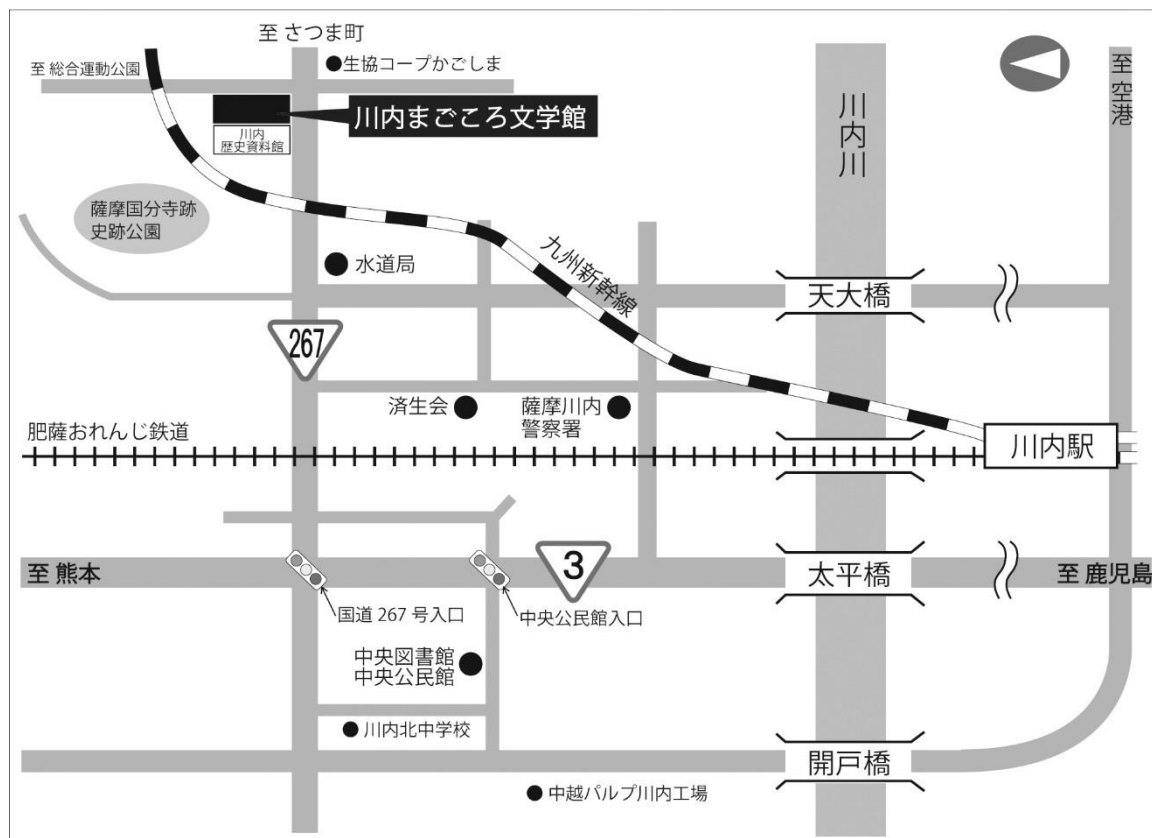 至 さつま町
生協コープかごしま
至 総合運動公園
川内まごころ文学館
川内
歴史資料館
川内川
至 空港
薩摩国分寺跡
史跡公園
水道局
九州新幹線
天大橋
267
済生会
薩摩川内
警察署
肥薩おれんじ鉄道
川内駅
至 熊本
3
太平橋
至 鹿児島
国道 267 号入口
中央公民館入口
中央図書館
中央公民館
川内北中学校
開戸橋
中越パルプ川内工場